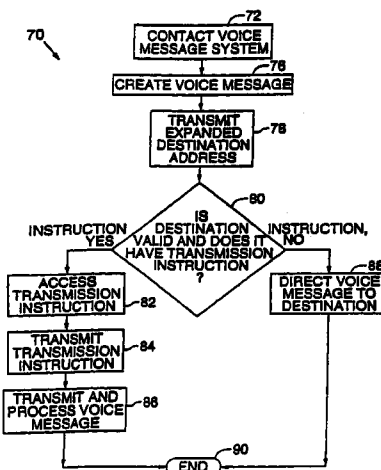 70
72
CONTACT VOICE
MESSAGE SYSTEM
76
CREATE VOICE MESSAGE
TRANSMIT
EXPANDED
DESTINATION
ADDRESS
78
80
IS
DESTINATION
VALID AND DOES IT
HAVE TRANSMISSION
INSTRUCTION
?
INSTRUCTION
YES
INSTRUCTION,
NO
ACCESS
TRANSMISSION
INSTRUCTION
82
88
DIRECT VOICE
MESSAGE TO
DESTINATION
TRANSMIT
TRANSMISSION
INSTRUCTION
84
TRANSMIT AND
PROCESS VOICE
MESSAGE
86
90
END